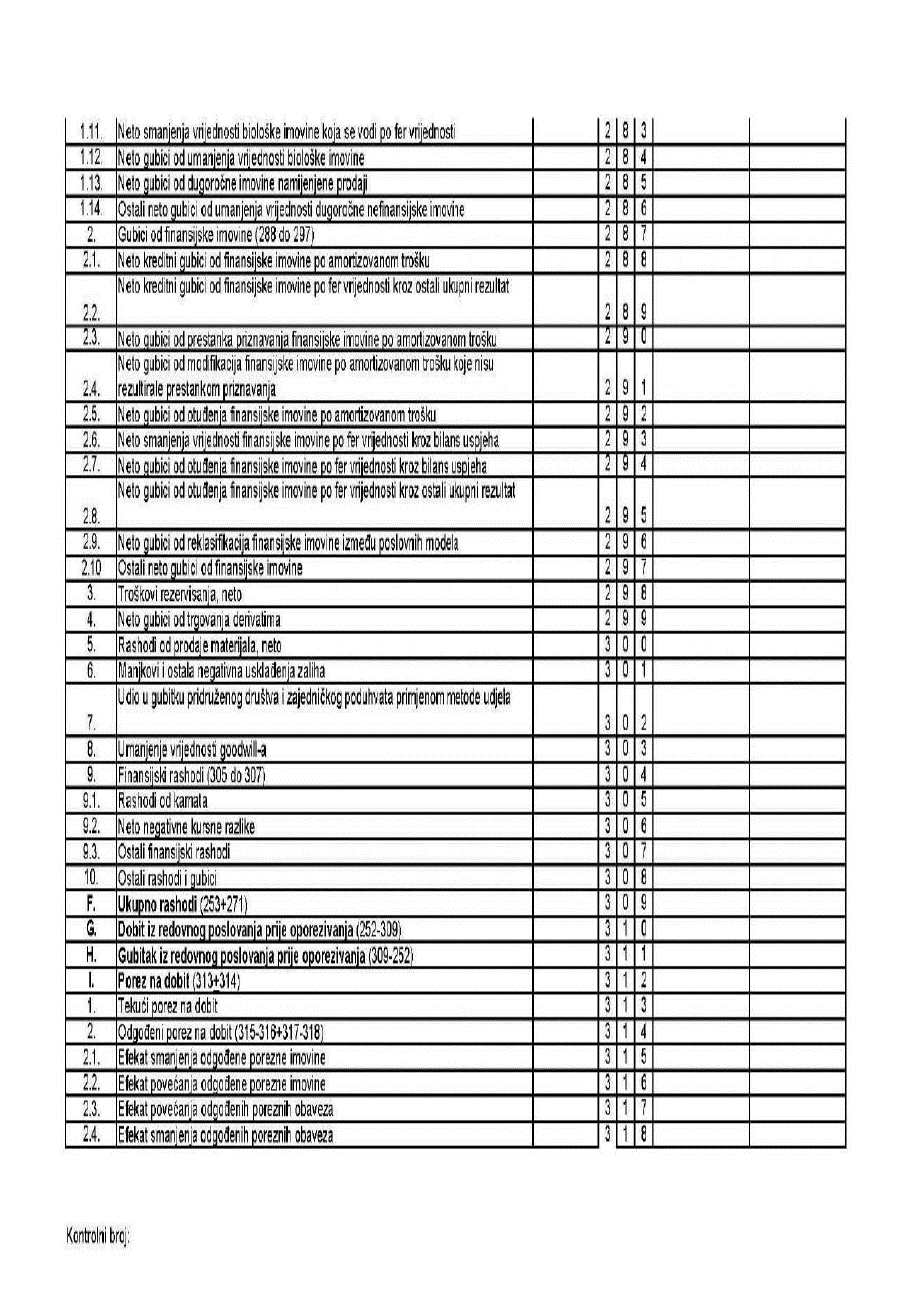 1.11. Neto smanjenja vrijednosti biološke imovine koja se vodi po fer vrijednosti 2 8 3
1.12. Neto gubici od umanjenja vrijednosti biološke imovine 2 8 4
1.13. Neto gubici od dugoročne imovine namijenjene prodaji 2 8 5
1.14. Ostali neto gubici od umanjenja vrijednosti dugoročne nefinansijske imovine 2 8 6
2. Gubici od finansijske imovine (288 do 297) 2 8 7
2.1. Neto kreditni gubici od finansijske imovine po amortizovanom trošku 2 8 8
Neto kreditni gubici od finansijske imovine po fer vrijednosti kroz ostali ukupni rezultat
2.2. 2 8 9
2.3. Neto gubici od prestanka priznavanja finansijske imovine po amortizovanom trošku 2 9 0
Neto gubici od modifikacija finansijske imovine po amortizovanom trošku koje nisu
2.4. rezultirale prestankom priznavanja 2 9 1
2.5. Neto gubici od otuđenja finansijske imovine po amortizovanom trošku 2 9 2
2.6. Neto smanjenja vrijednosti finansijske imovine po fer vrijednosti kroz bilans uspjeha 2 9 3
2.7. Neto gubici od otuđenja finansijske imovine po fer vrijednosti kroz bilans uspjeha 2 9 4
Neto gubici od otuđenja finansijske imovine po fer vrijednosti kroz ostali ukupni rezultat
2.8. 2 9 5
2.9. Neto gubici od reklasifikacija finansijske imovine između poslovnih modela 2 9 6
2.10 Ostali neto gubici od finansijske imovine 2 9 7
3. Troškovi rezervisanja, neto 2 9 8
4. Neto gubici od trgovanja derivatima 2 9 9
5. Rashodi od prodaje materijala, neto 3 0 0
6. Manjkovi i ostala negativna usklađenja zaliha 3 0 1
Udio u gubitku pridruženog društva i zajedničkog poduhvata primjenom metode udjela
7. 3 0 2
8. Umanjenje vrijednosti goodwill-a 3 0 3
9. Finansijski rashodi (305 do 307) 3 0 4
9.1. Rashodi od kamata 3 0 5
9.2. Neto negativne kursne razlike 3 0 6
9.3. Ostali finansijski rashodi 3 0 7
10. Ostali rashodi i gubici 3 0 8
F. Ukupno rashodi (253+271) 3 0 9
G. Dobit iz redovnog poslovanja prije oporezivanja (252-309) 3 1 0
H. Gubitak iz redovnog poslovanja prije oporezivanja (309-252) 3 1 1
I. Porez na dobit (313+314) 3 1 2
1. Tekući porez na dobit 3 1 3
2. Odgođeni porez na dobit (315-316+317-318) 3 1 4
2.1. Efekat smanjenja odgođene porezne imovine 3 1 5
2.2. Efekat povećanja odgođene porezne imovine 3 1 6
2.3. Efekat povećanja odgođenih poreznih obaveza 3 1 7
2.4. Efekat smanjenja odgođenih poreznih obaveza 3 1 8
Kontrolni broj: